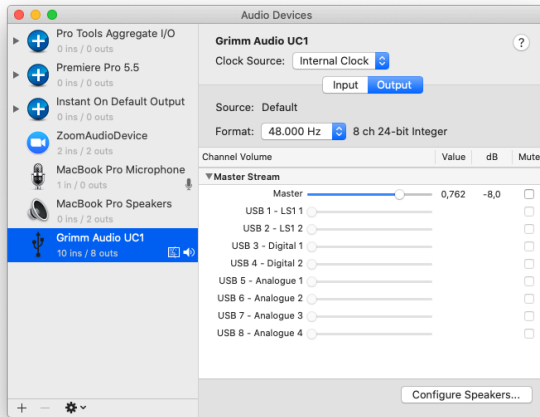 Audio Devices
Pro Tools Aggregate I/O
0 ins / 0 outs
Premiere Pro 5.5
0 ins / 0 outs
Instant On Default Output
0 ins / 0 outs
ZoomAudioDevice
2 ins / 2 outs
MacBook Pro Microphone
1 in / 0 outs
MacBook Pro Speakers
0 ins / 2 outs
Grimm Audio UC1
10 ins / 8 outs
Grimm Audio UC1
?
Clock Source: Internal Clock
Input Output
Source: Default
Format: 48.000 Hz 8 ch 24-bit Integer
Channel Volume Value dB Mute
Master Stream
Master 0,762 -8,0
USB 1 - LS1 1
USB 2 - LS1 2
USB 3 - Digital 1
USB 4 - Digital 2
USB 5 - Analogue 1
USB 6 - Analogue 2
USB 7 - Analogue 3
USB 8 - Analogue 4
Configure Speakers...